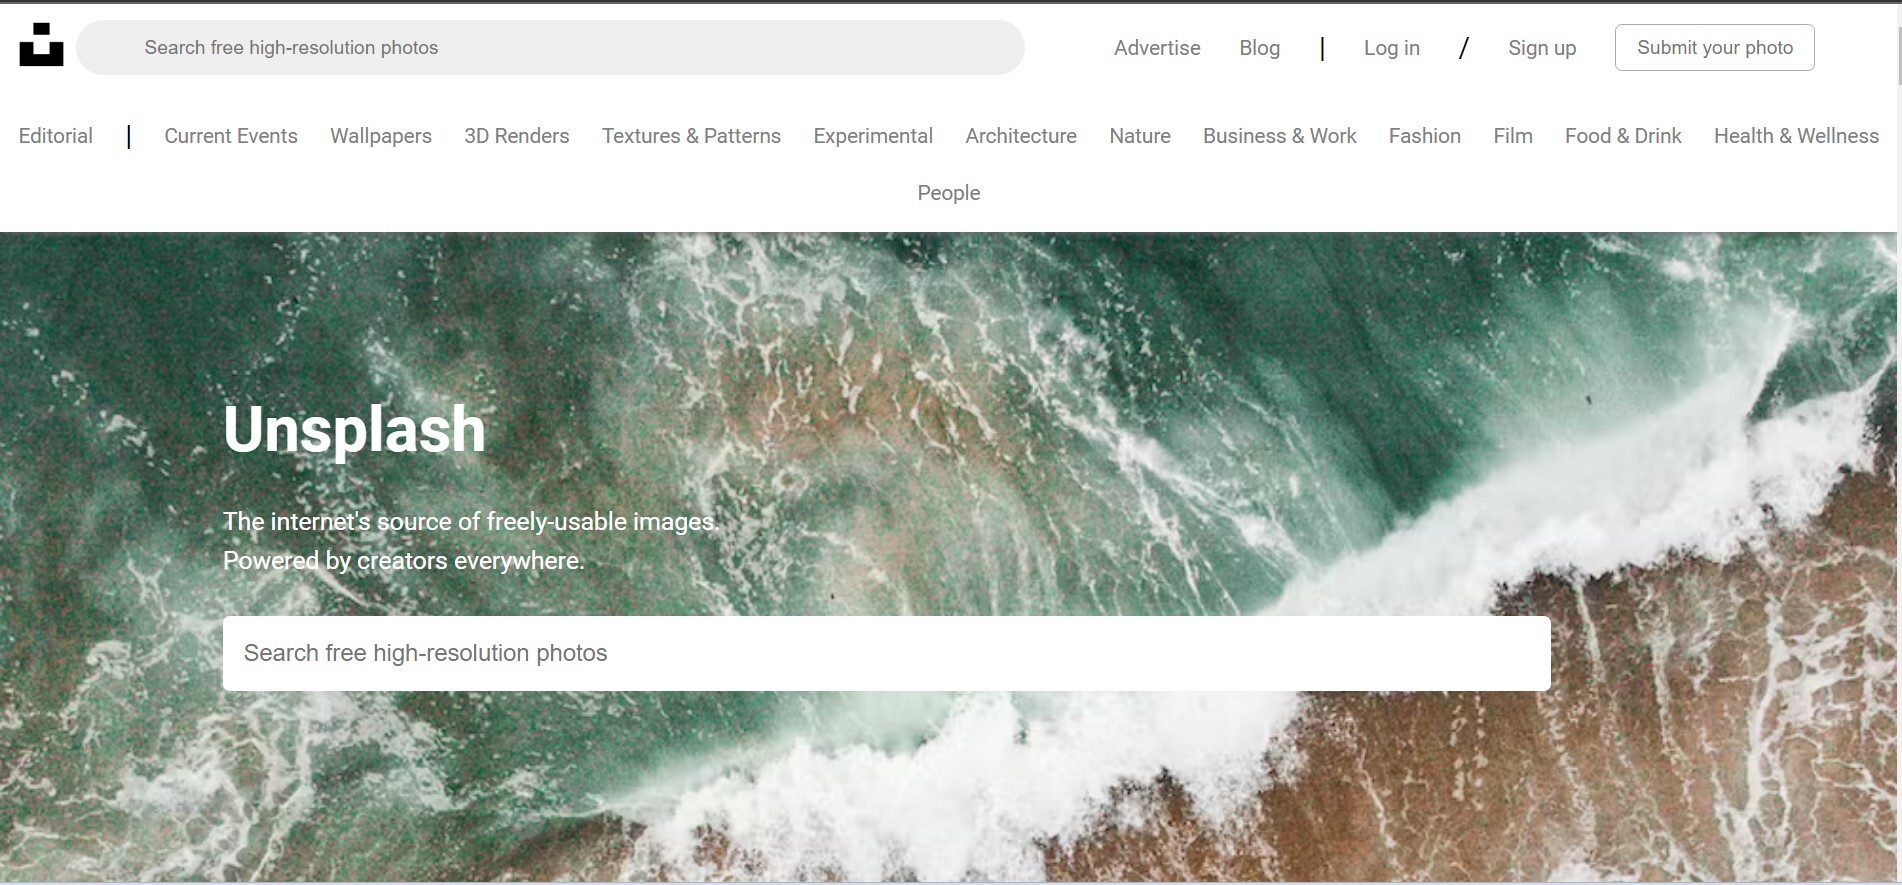 Search free high-resolution photos
Advertise Blog | Log in / Sign up Submit your photo
Editorial | Current Events Wallpapers 3D Renders Textures & Patterns Experimental Architecture Nature Business & Work Fashion Film Food & Drink Health & Wellness
People
Unsplash
The internet's source of freely-usable images.
Powered by creators everywhere.
Search free high-resolution photos